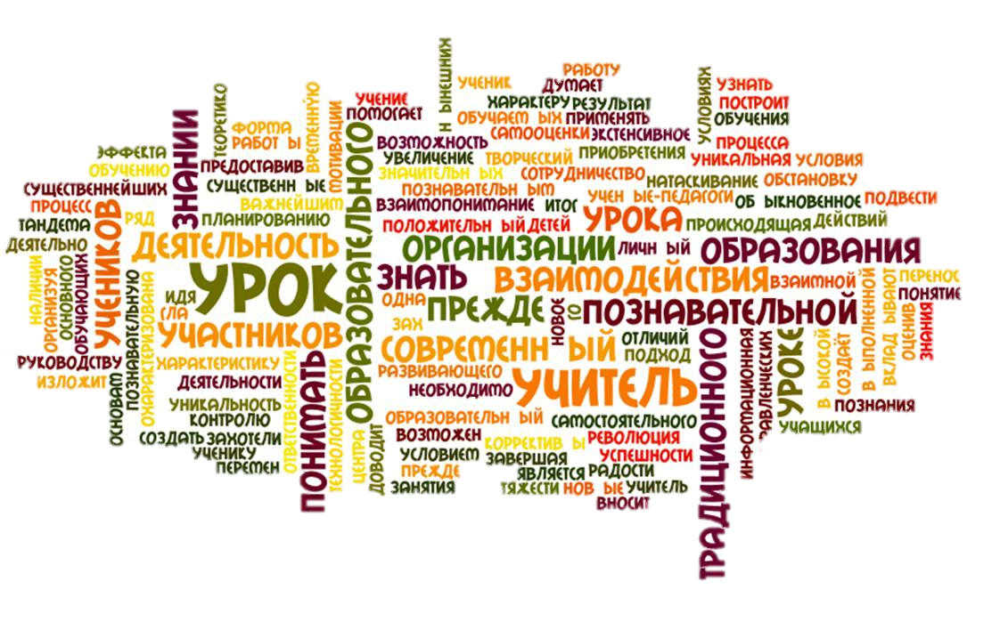 Н ЫНЕШНИХ
УЧЕНИК
РАБОТУ
ДУМАЕТ
УСЛОВИЯХ
УЗНАТЬ
ПОСТРОИТ
ОБУЧЕНИЯ
ТЕОРЕТИКО
ВРЕМЕННУЮ
УЧЕНИЕ
ПОМОГАЕТ
ХАРАКТЕРУ РЕЗУЛЬТАТ
ОБУЧАЕМ ЫХ ПРИМЕНЯТЬ
САМООЦЕНКИ ЭКСТЕНСИВНОЕ
ЗНАНИИ
ФОРМА
РАБОТ Ы
МОТИВАЦИИ
ВОЗМОЖНОСТЬ
ПРОЦЕССА
ЭФФЕКТА
ОБУЧЕНИЮ
ПРЕДОСТАВИВ
УВЕЛИЧЕНИЕ
ТВОРЧЕСКИЙ
ПРИОБРЕТЕНИЯ
УНИКАЛЬНАЯ УСЛОВИЯ
ЗНАЧИТЕЛЬН ЫХ
СОТРУДНИЧЕСТВО
НАТАСКИВАНИЕ
ОБСТАНОВКУ
СУЩЕСТВЕННЕЙШИХ
СУЩЕСТВЕНН ЫЕ
ПОЗНАВАТЕЛЬН ЫМ
УЧЕН ЫЕ-ПЕДАГОГИ
ОБ ЫКНОВЕННОЕ
ПОДВЕСТИ
ПРОЦЕСС
ВАЖНЕЙШИМ
ВЗАИМОПОНИМАНИЕ
ИТОГ
ТАНДЕМА
УЧЕНИКОВ
РЯД
ПЛАНИРОВАНИЮ
ПОЛОЖИТЕЛЬН ЫЙ
ДЕТЕЙ
УРОКА
ПРОИСХОДЯЩАЯ
ДЕЙСТВИЙ
ДЕЯТЕЛЬНО
ДЕЯТЕЛЬНОСТЬ
ОБРАЗОВАТЕЛЬНОГО
ОРГАНИЗАЦИИ
ЛИЧН ЫЙ
ОБРАЗОВАНИЯ
НАЛИЧИИ
ОРГАНИЗУЯ
ОСНОВНОГО
ОБУЧАЮЩИХ
ПОЗНАВАТЕЛЬНУЮ
ОХАРАКТЕРИЗОВАНА
ИДЯ
УРОК
ЗНАТЬ
ВЗАИМОДЕЙСТВИЯ
ВЗАИМНОЙ
В ЫПОЛНЕННОЙ
ВКЛАД ЫВАЮТ
ПЕРЕНОС
ПОНЯТИЕ
ОДНА
ПРЕЖДЕ
НОВОЕ
ГО
ПОЗНАВАТЕЛЬНОЙ
ОЦЕНИВ
ЗНАНИЯ
ГЛА
УЧАСТНИКОВ
ЗАХ
СОВРЕМЕНН ЫЙ
ОТЛИЧИЙ
ПОДХОД
ТРАДИЦИОННОГО
ИНФОРМАЦИОННАЯ
УРОКЕ
В ЫСОКОЙ
СОЗДАЁТ
РУКОВОДСТВУ
ИЗЛОЖИТ
ОСНОВАМ
ХАРАКТЕРИСТИКУ
ДЕЯТЕЛЬНОСТИ
ОТВЕТСТВЕННОСТИ
ПОНИМАТЬ
ТЕХНОЛОГИЧНОСТИ
РАЗВИВАЮЩЕГО
НЕОБХОДИМО
УЧИТЕЛЬ
УНИКАЛЬНОСТЬ
КОНТРОЛЮ
ОБРАЗОВАТЕЛЬН ЫЙ
САМОСТОЯТЕЛЬНОГО
ПОЗНАНИЯ
УЧАЩИХСЯ
СОЗДАТЬ ЗАХОТЕЛИ
УЧЕНИКУ
ПЕРЕМЕН
ЦЕНТРА
ДОВОДИТ
ВОЗМОЖЕН
КОРРЕКТИВ Ы
РЕВОЛЮЦИЯ
УСЛОВИЕМ
ЗАВЕРШАЯ
УСПЕШНОСТИ
ПРЕЖДЕ
ЯВЛЯЕТСЯ
РАДОСТИ
ЗАНЯТИЯ
ТЯЖЕСТИ
НОВ ЫЕ
УЧИТЕЛЬ
ВНОСИТ